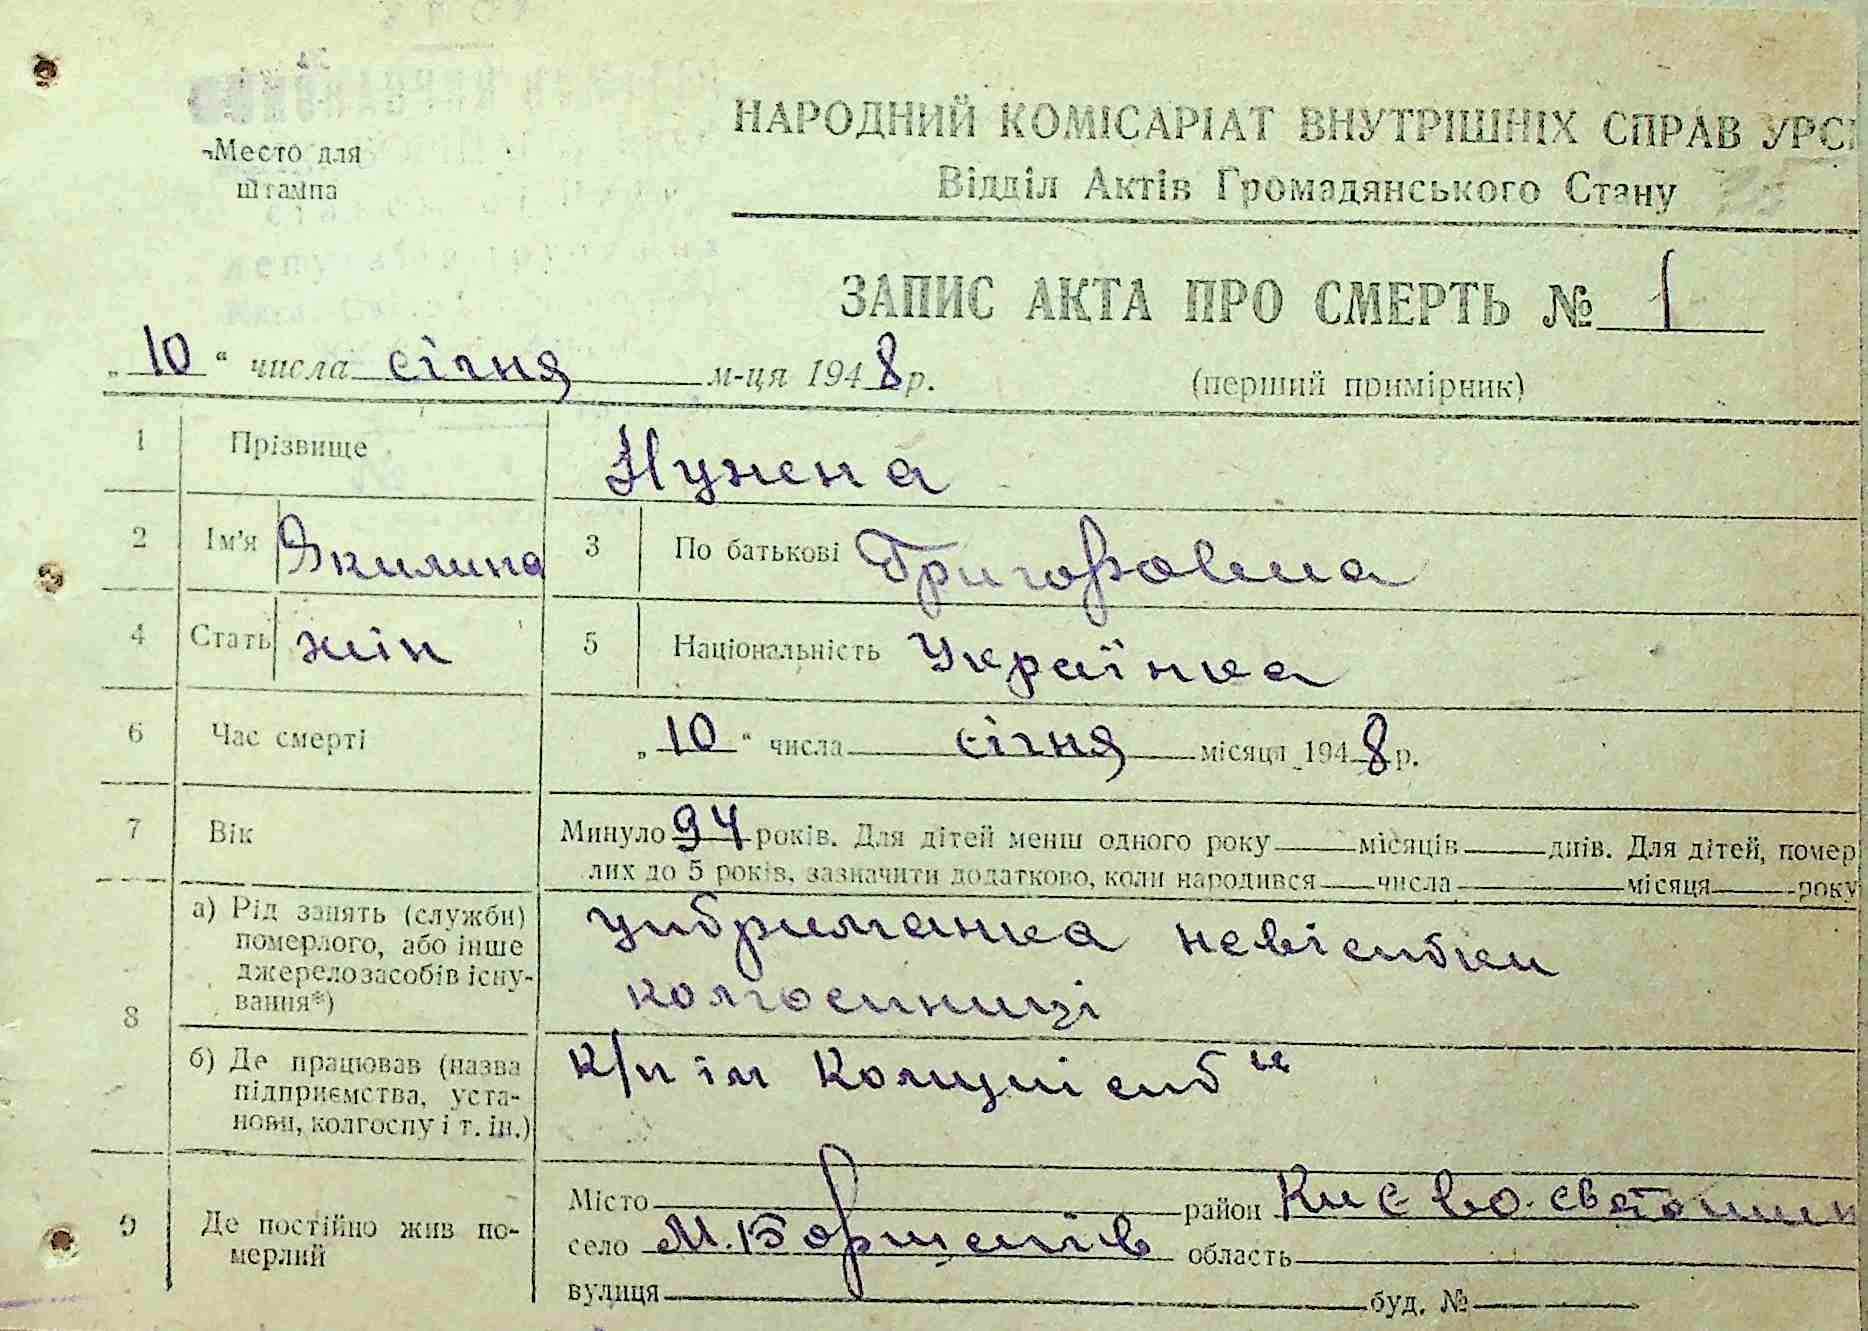 Место для
штампа
НАРОДНИЙ КОМІСАРІАТ ВНУТРІШНІХ СПРАВ УРС
Відділ Актів Громадянського Стану
ЗАПИС АКТА ПРО СМЕРТЬ № 1
„10“ числа січня м-ця 1948 р.
(перший примірник)
1 Прізвище Нужена
2 Ім'я Якилина 3 По батькові Григоровна
4 Стать жін 5 Національність Українка
6 Час смерті „10“ числа січня місяця 1948 р.
7 Вік Минуло 94 років. Для дітей менш одного року місяців днів. Для дітей, помер
лих до 5 років, зазначити додатково, коли народився числа місяця року
8 а) Рід занять (служби) померлого, або інше джерело засобів існування*) утриманка невістки
колгоспниці
б) Де працював (назва підприємства, установи, колгоспу і т. ін.) к/п ім Комуніст"
9 Де постійно жив померлий
Місто район Києво-Святошин
село М.Борщагів область
вулиця буд. №